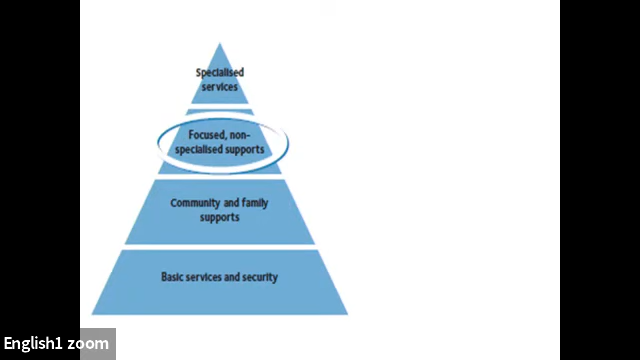 Specialised
services
Focused, non-
specialised supports
Community and family
supports
Basic services and security
English1 zoom